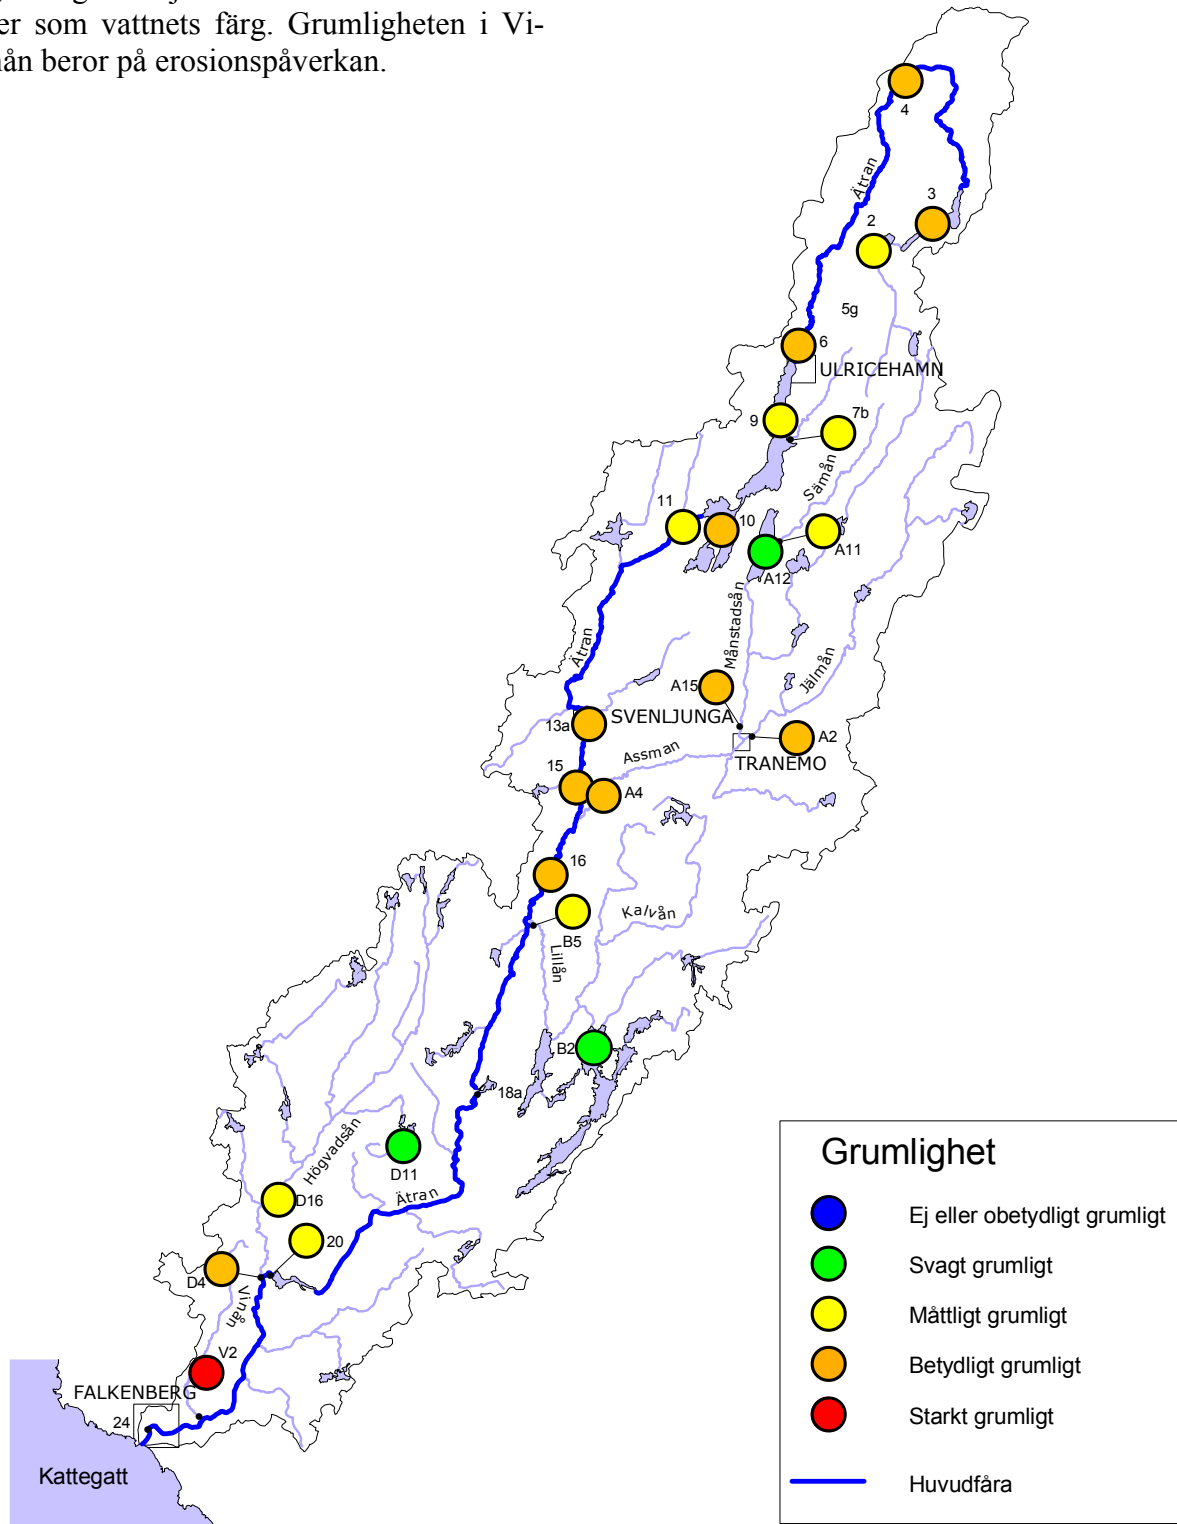 er som vattnets färg. Grumligheten i Vi-
nån beror på erosionspåverkan.
4
Ätran
3
2
5g
6
ULRICEHAMN
9
7b
Sämån
11
10
A11
A12
Månstadsån
Ätran
Jälmån
A15
13a
SVENLJUNGA
A2
Assman
TRANEMO
15
A4
16
Kalvån
B5
Lillån
B2
18a
Högvadsån
D11
Ätran
D16
20
D4
Vinån
V2
FALKENBERG
24
Kattegatt
Grumlighet
Ej eller obetydligt grumligt
Svagt grumligt
Måttligt grumligt
Betydligt grumligt
Starkt grumligt
Huvudfåra